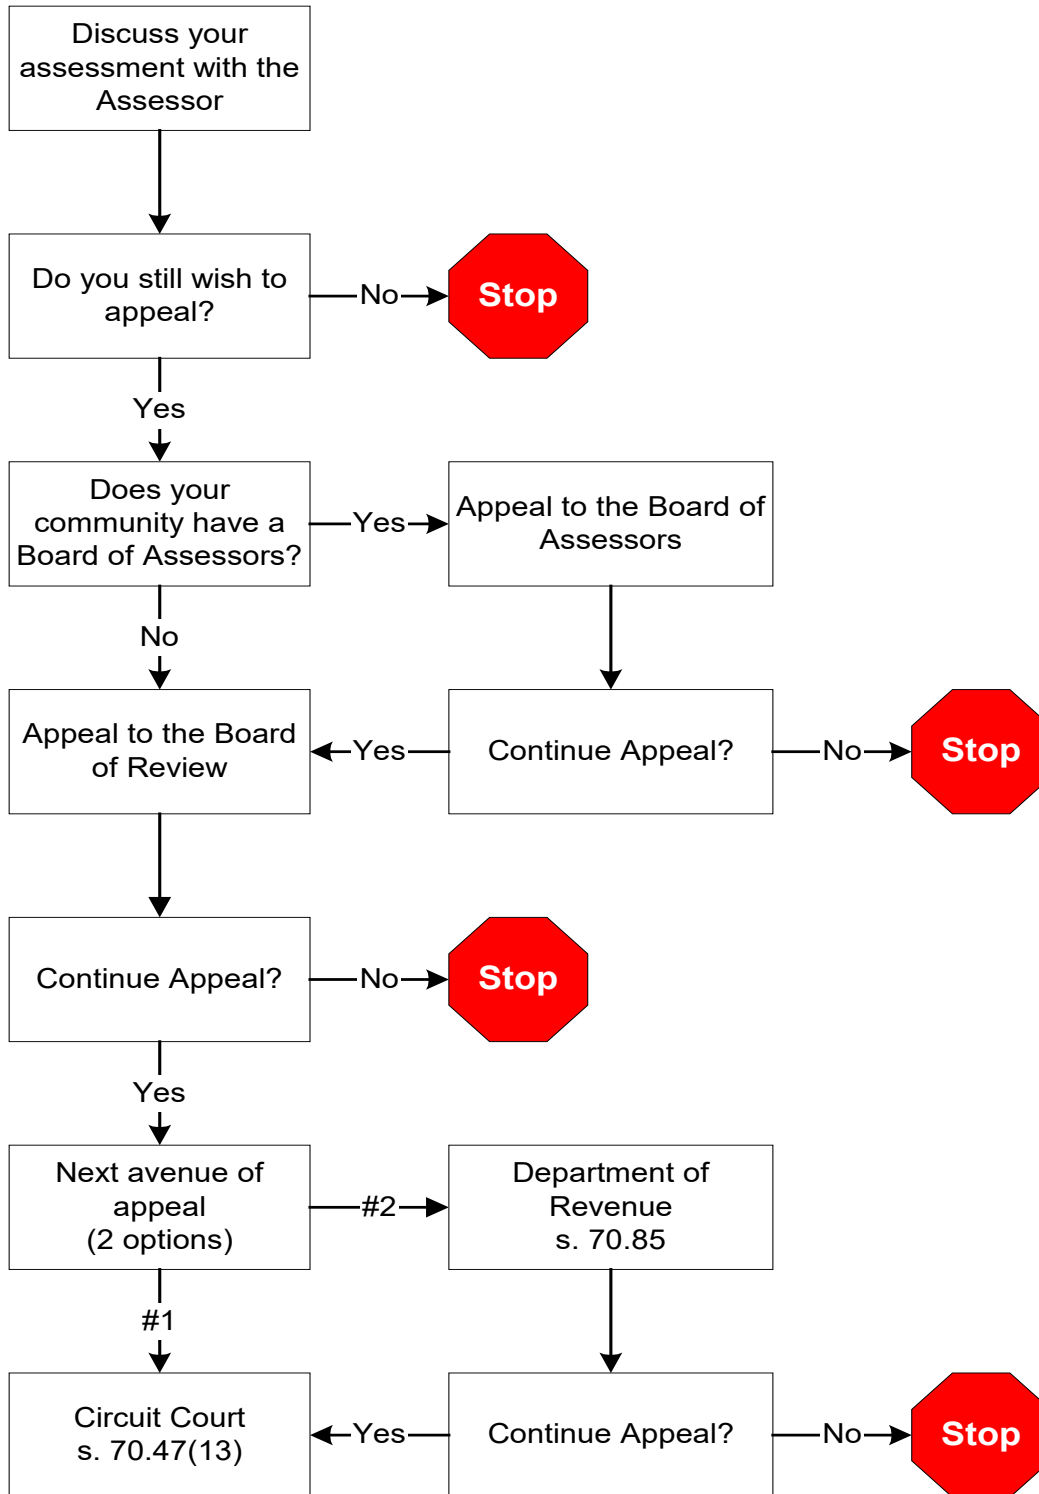 Discuss your
assessment with the
Assessor
Do you still wish to
appeal?
No
Stop
Yes
Does your
community have a
Board of Assessors?
Yes
Appeal to the Board of
Assessors
No
Appeal to the Board
of Review
Yes
Continue Appeal?
No
Stop
Continue Appeal?
No
Stop
Yes
Next avenue of
appeal
(2 options)
#2
Department of
Revenue
s. 70.85
#1
Circuit Court
s. 70.47(13)
Yes
Continue Appeal?
No
Stop